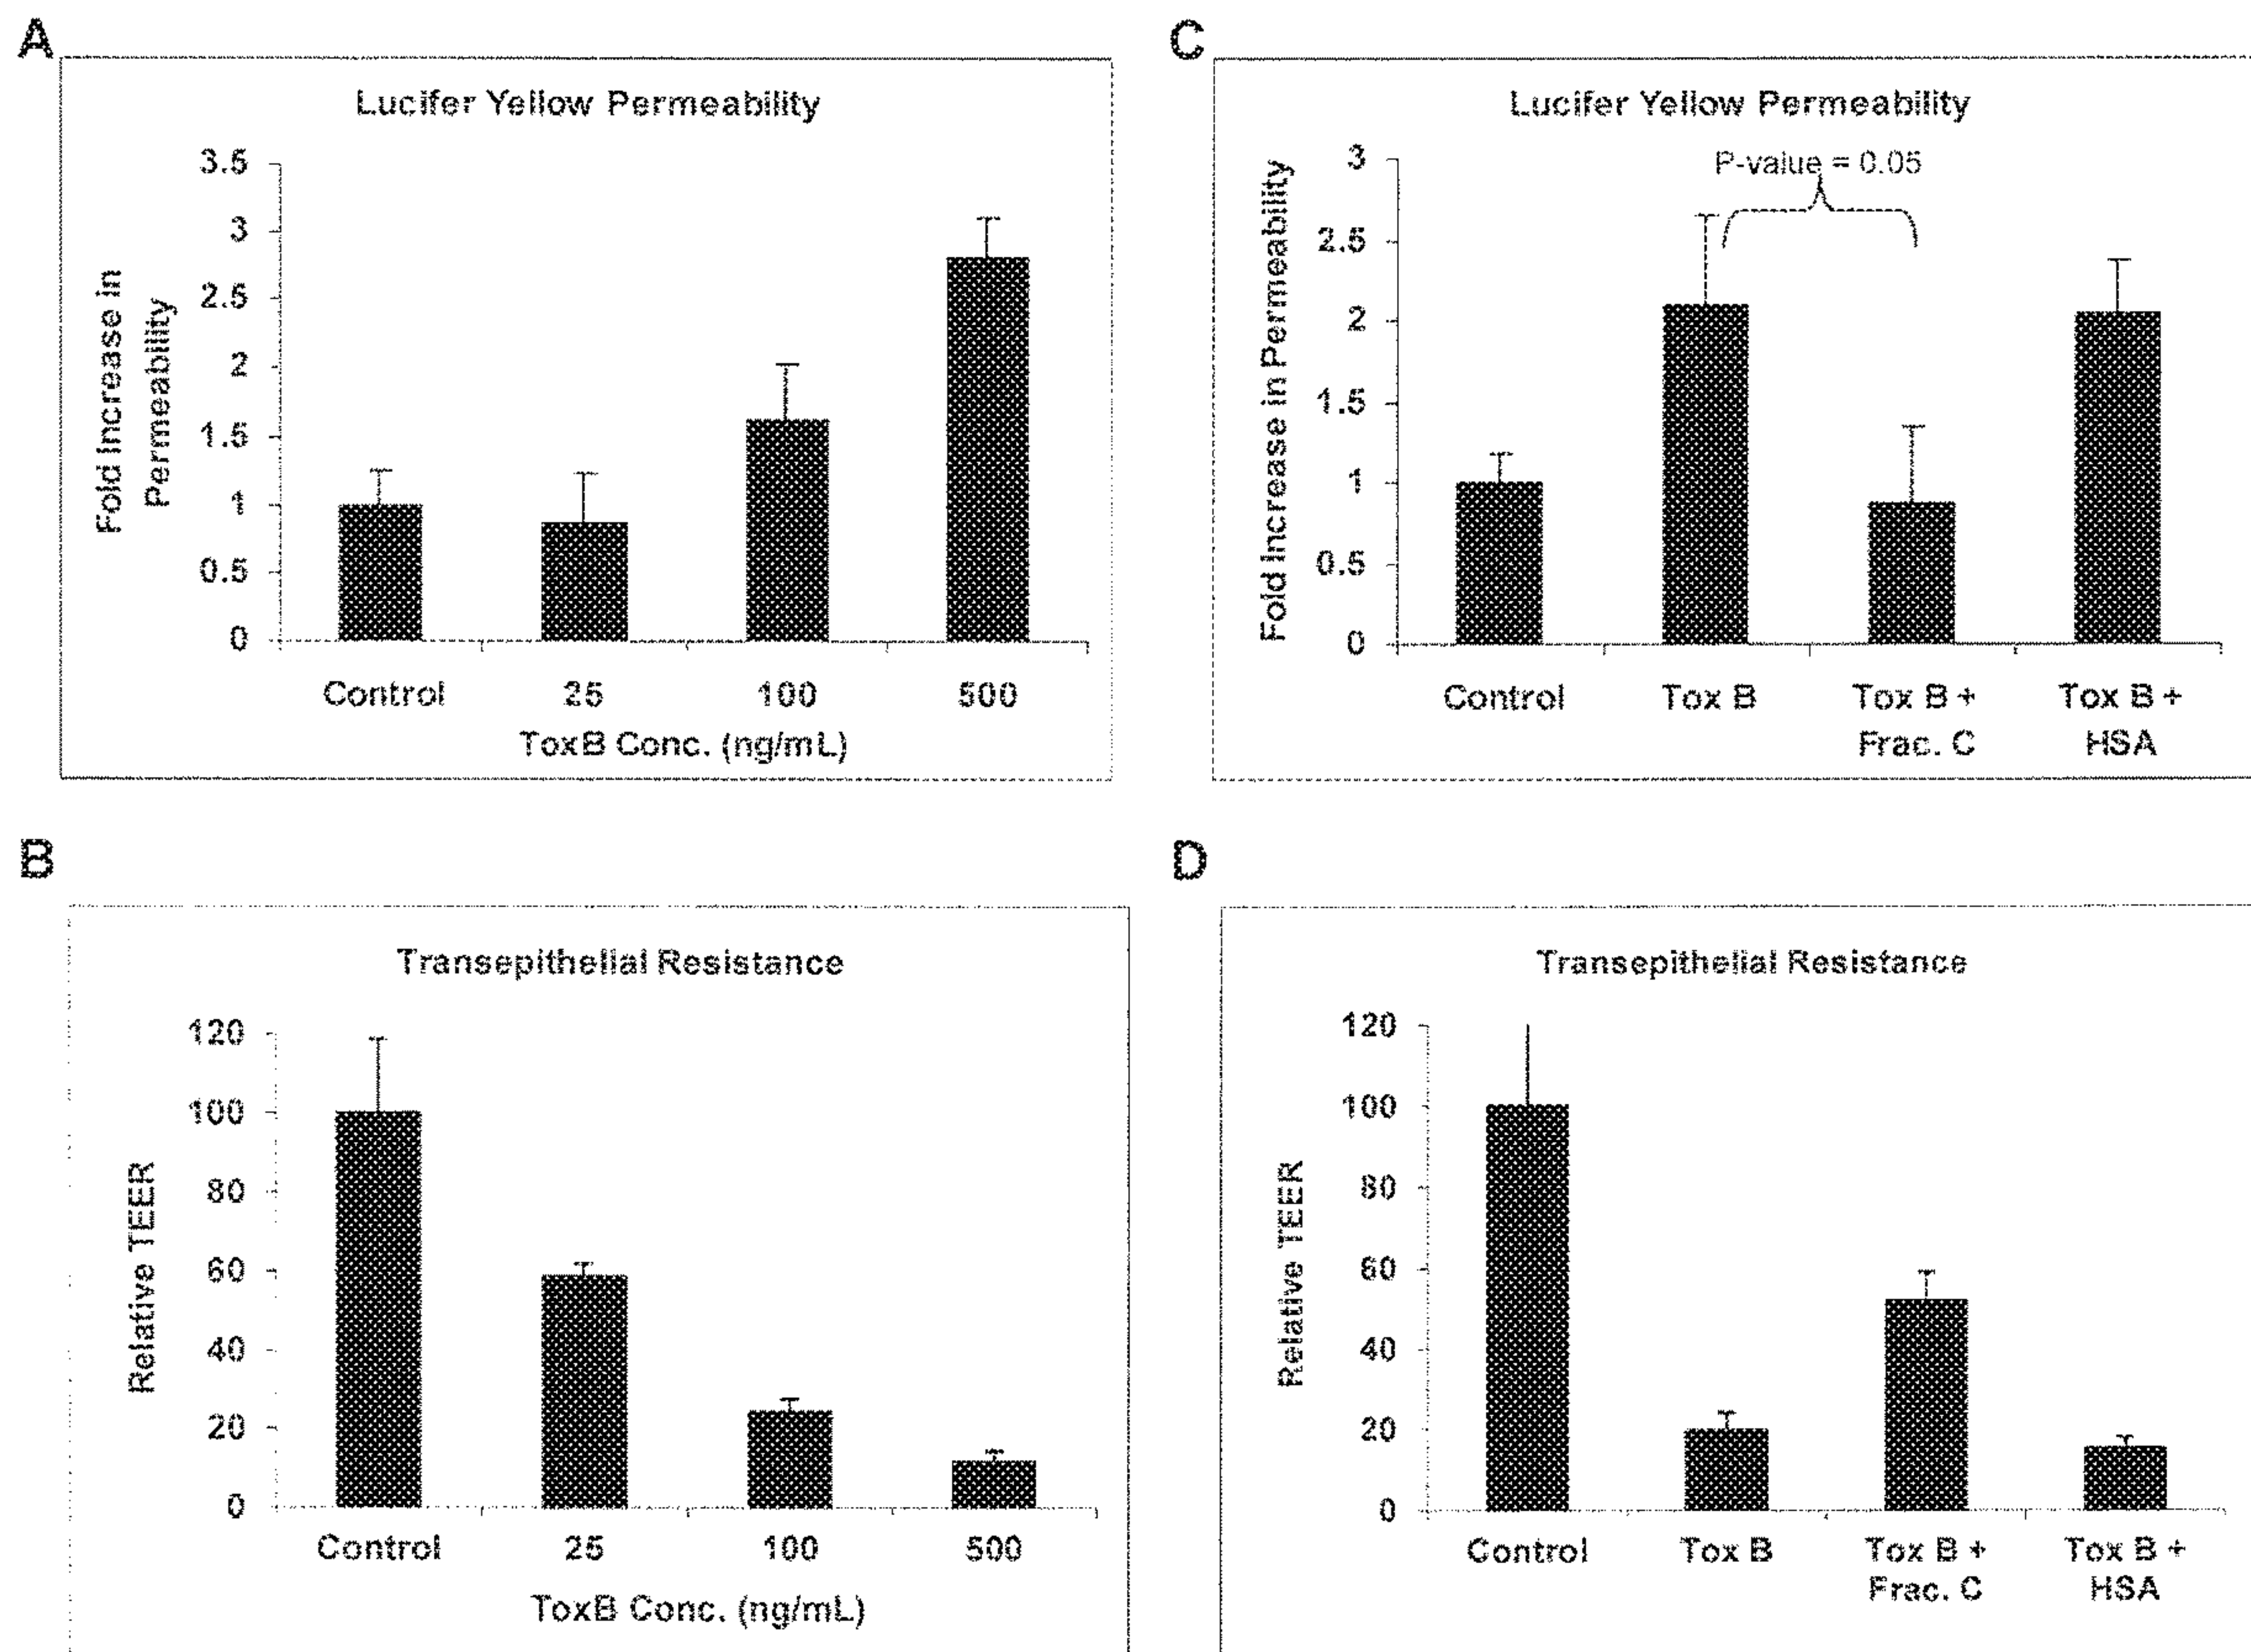 A
Lucifer Yellow Permeability
Fold Increase in
Permeability
3.5
3
2.5
2
1.5
1
0.5
0
Control 25 100 500
ToxB Conc. (ng/mL)
C
Lucifer Yellow Permeability
P-value = 0.05
Fold Increase in Permeability
3
2.5
2
1.5
1
0.5
0
Control Tox B Tox B + Tox B +
Frac. C HSA
B
Transepithelial Resistance
Relative TEER
120
100
80
60
40
20
0
Control 25 100 500
ToxB Conc. (ng/mL)
D
Transepithelial Resistance
Relative TEER
120
100
80
60
40
20
0
Control Tox B Tox B + Tox B +
Frac. C HSA